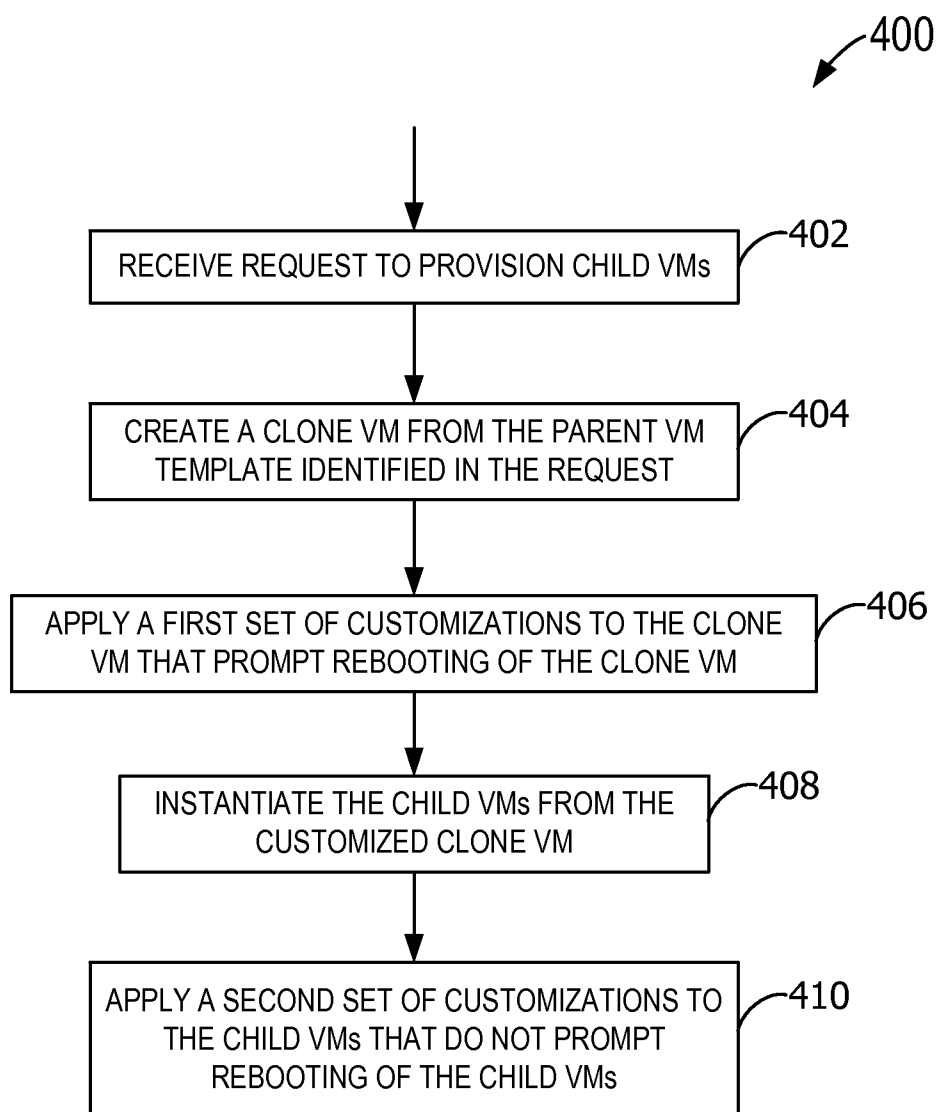 400
RECEIVE REQUEST TO PROVISION CHILD VMs
402
CREATE A CLONE VM FROM THE PARENT VM
TEMPLATE IDENTIFIED IN THE REQUEST
404
APPLY A FIRST SET OF CUSTOMIZATIONS TO THE CLONE
VM THAT PROMPT REBOOTING OF THE CLONE VM
406
INSTANTIATE THE CHILD VMs FROM THE
CUSTOMIZED CLONE VM
408
APPLY A SECOND SET OF CUSTOMIZATIONS TO
THE CHILD VMs THAT DO NOT PROMPT
REBOOTING OF THE CHILD VMs
410